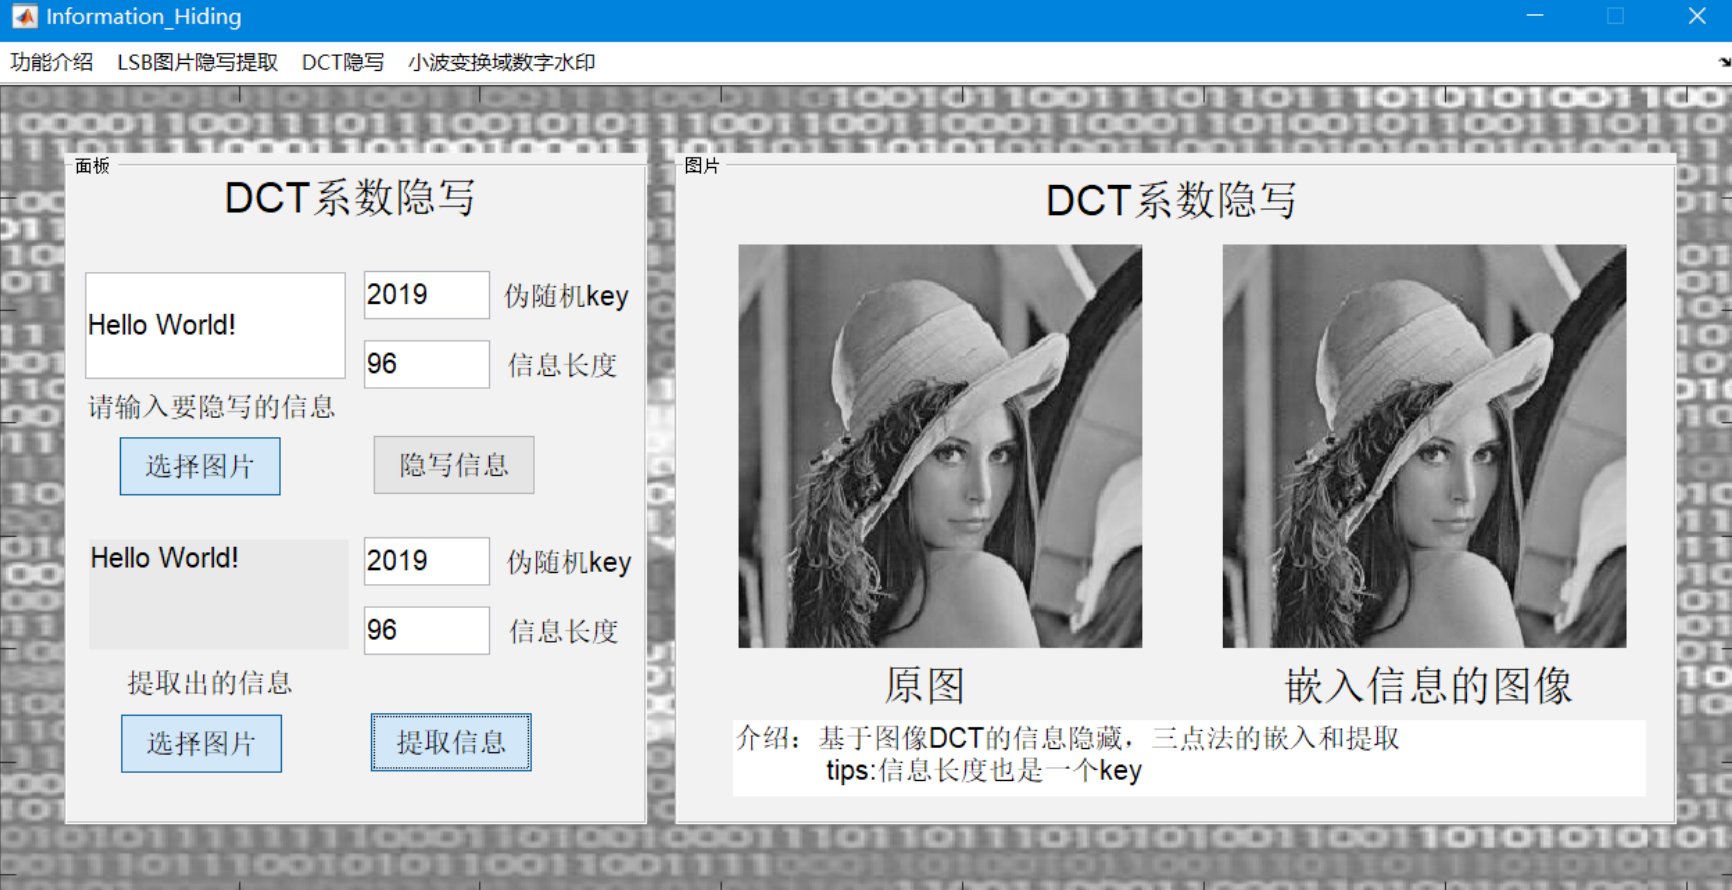 Information_Hiding
功能介绍 LSB图片隐写提取 DCT隐写 小波变换域数字水印
面板
DCT系数隐写
Hello World!
2019 伪随机key
96 信息长度
请输入要隐写的信息
选择图片 隐写信息
Hello World!
2019 伪随机key
96 信息长度
提取出的信息
选择图片 提取信息
图片
DCT系数隐写
原图 嵌入信息的图像
介绍：基于图像DCT的信息隐藏，三点法的嵌入和提取
tips:信息长度也是一个key